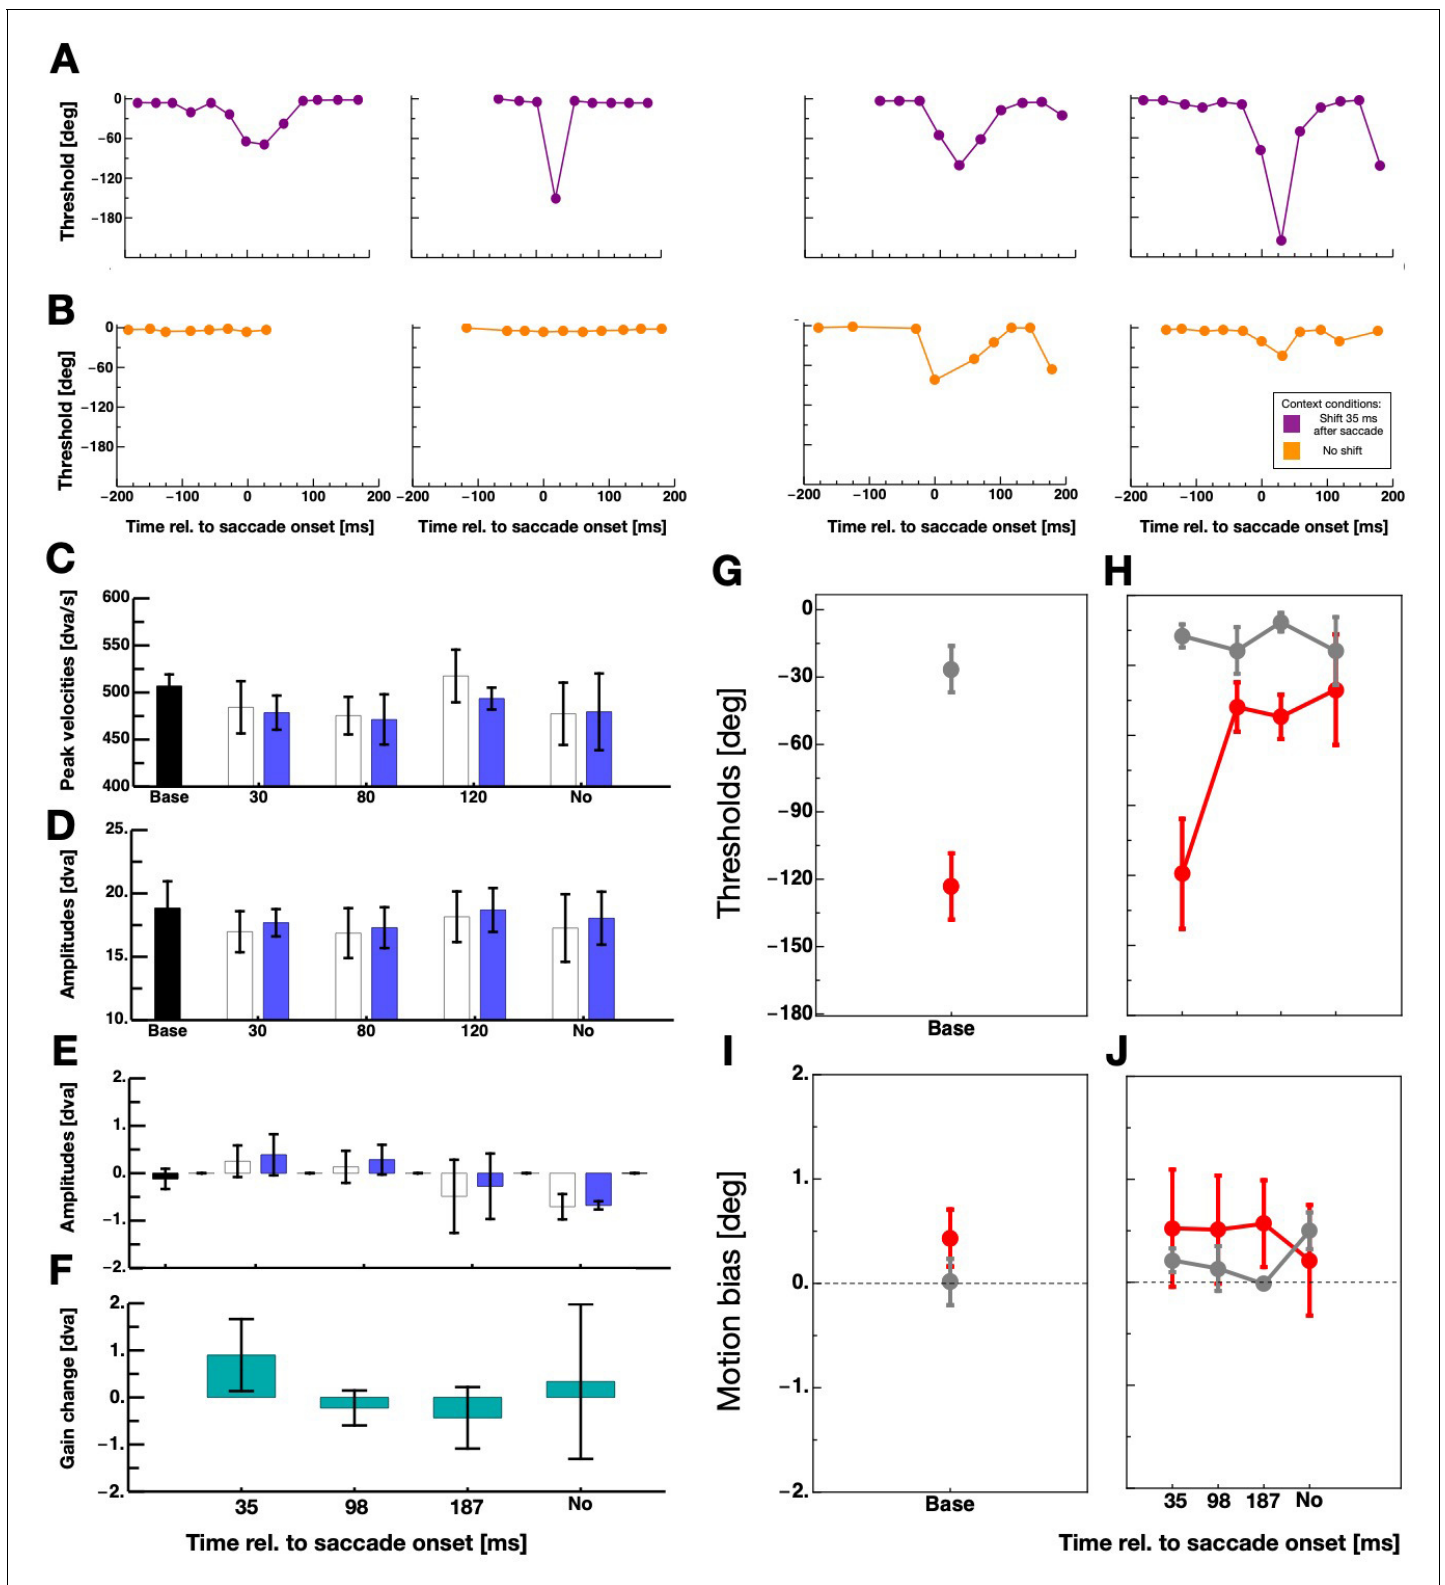 A
Threshold [deg]
0
−60
−120
−180
B
Threshold [deg]
0
−60
−120
−180
Context conditions:
Shift 35 ms
after saccade
No shift
−200 −100 0 100 200
−200 −100 0 100 200
−200 −100 0 100 200
−200 −100 0 100 200
Time rel. to saccade onset [ms]
Time rel. to saccade onset [ms]
Time rel. to saccade onset [ms]
Time rel. to saccade onset [ms]
C
Peak velocities [dva/s]
600
550
500
450
400
Base 30 80 120 No
D
Amplitudes [dva]
25.
20.
15.
10.
Base 30 80 120 No
E
Amplitudes [dva]
2.
1.
0.
−1.
−2.
F
Gain change [dva]
2.
1.
0.
−1.
−2.
35 98 187 No
Time rel. to saccade onset [ms]
G
Thresholds [deg]
0
−30
−60
−90
−120
−150
−180
Base
H
I
Motion bias [deg]
2.
1.
0.
−1.
−2.
Base
J
35 98 187 No
Time rel. to saccade onset [ms]